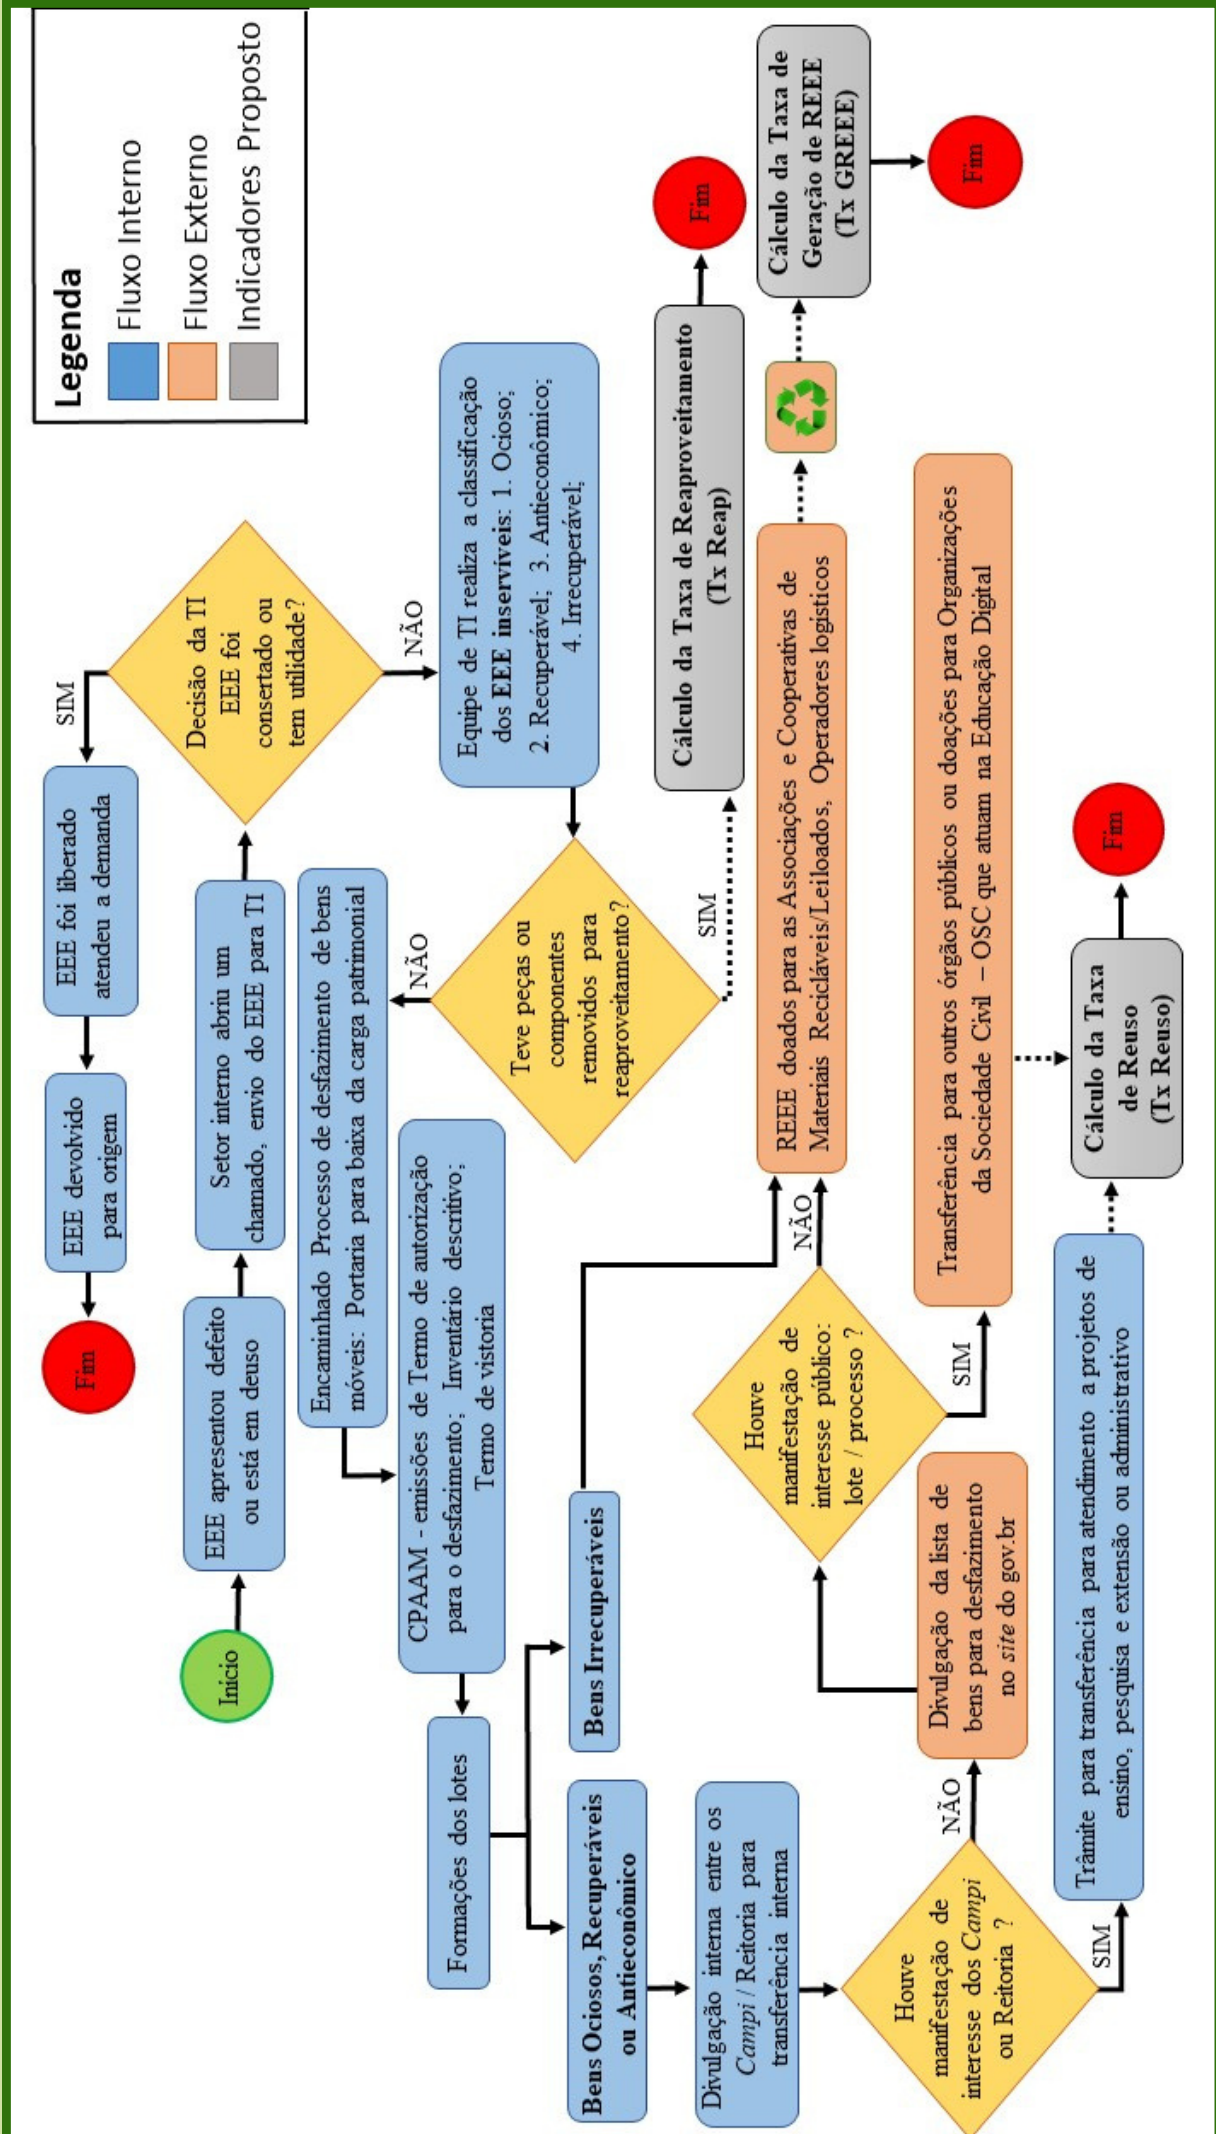 Legenda
Fluxo Interno
Fluxo Externo
Indicadores Proposto
Fim
EEE devolvido
para origem
EEE foi liberado
atendeu a demanda
SIM
Início
EEE apresentou defeito
ou está em deuso
Setor interno abriu um
chamado, envio do EEE para TI
Decisão da TI
EEE foi
consertado ou
tem utilidade?
NÃO
Equipe de TI realiza a classificação
dos EEE inservíveis: 1. Ocioso;
2. Recuperável; 3. Antieconômico;
4. Irrecuperável;
Teve peças ou
componentes
removidos para
reaproveitamento?
NÃO
SIM
Cálculo da Taxa de Reaproveitamento
(Tx Reap)
Fim
Encaminhado Processo de desfazimento de bens
móveis: Portaria para baixa da carga patrimonial
CPAAM - emissões de Termo de autorização
para o desfazimento; Inventário descritivo;
Termo de vistoria
Formações dos lotes
Bens Irrecuperáveis
Bens Ociosos, Recuperáveis
ou Antieconômico
Divulgação interna entre os
Campi / Reitoria para
transferência interna
Houve
manifestação de
interesse dos Campi
ou Reitoria ?
NÃO
SIM
Divulgação da lista de
bens para desfazimento
no site do gov.br
Houve
manifestação de
interesse público:
lote / processo ?
NÃO
SIM
REEE doados para as Associações e Cooperativas de
Materiais Recicláveis/Leiloados, Operadores logísticos
Cálculo da Taxa de
Geração de REEE
(Tx GREEE)
Fim
Transferência para outros órgãos públicos ou doações para Organizações
da Sociedade Civil – OSC que atuam na Educação Digital
Trâmite para transferência para atendimento a projetos de
ensino, pesquisa e extensão ou administrativo
Cálculo da Taxa
de Reuso
(Tx Reuso)
Fim